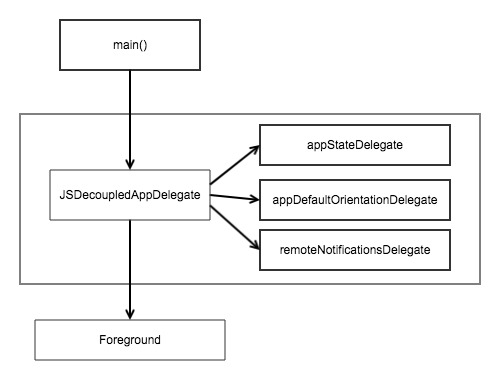 main()
appStateDelegate
JSDecoupledAppDelegate
appDefaultOrientationDelegate
remoteNotificationsDelegate
Foreground